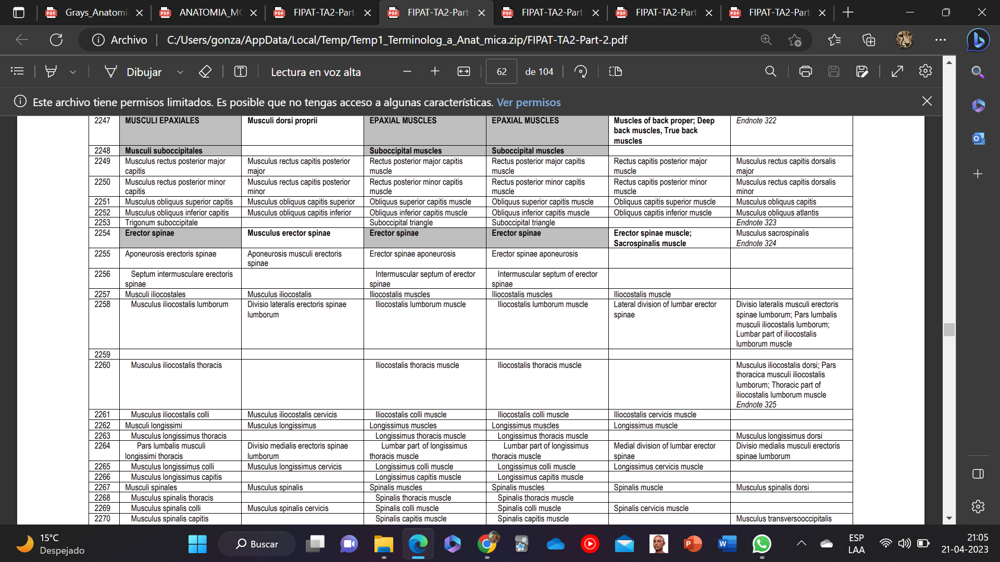 Grays_Anatomi
ANATOMIA_MC
FIPAT-TA2-Part-
FIPAT-TA2-Part-
FIPAT-TA2-Part-
FIPAT-TA2-Part-
FIPAT-TA2-Part-
Archivo C:/Users/gonza/AppData/Local/Temp/Temp1_Terminolog_a_Anat_mica.zip/FIPAT-TA2-Part-2.pdf
Dibujar Lectura en voz alta 62 de 104
Este archivo tiene permisos limitados. Es posible que no tengas acceso a algunas características. Ver permisos
2247 MUSCULI EPAXIALES Musculi dorsi proprii EPAXIAL MUSCLES EPAXIAL MUSCLES Muscles of back proper; Deep Endnote 322
back muscles, True back
muscles
2248 Musculi suboccipitales Suboccipital muscles Suboccipital muscles
2249 Musculus rectus posterior major Musculus rectus capitis posterior Rectus posterior major capitis Rectus posterior major capitis Rectus capitis posterior major Musculus rectus capitis dorsalis
capitis major muscle muscle muscle major
2250 Musculus rectus posterior minor Musculus rectus capitis posterior Rectus posterior minor capitis Rectus posterior minor capitis Rectus capitis posterior minor Musculus rectus capitis dorsalis
capitis minor muscle muscle muscle minor
2251 Musculus obliquus superior capitis Musculus obliquus capitis superior Obliquus superior capitis muscle Obliquus superior capitis muscle Obliquus capitis superior muscle Musculus obliquus capitis
2252 Musculus obliquus inferior capitis Musculus obliquus capitis inferior Obliquus inferior capitis muscle Obliquus inferior capitis muscle Obliquus capitis inferior muscle Musculus obliquus atlantis
2253 Trigonum suboccipitale Suboccipital triangle Suboccipital triangle Endnote 323
2254 Erector spinae Musculus erector spinae Erector spinae Erector spinae Erector spinae muscle; Musculus sacrospinalis
Sacrospinalis muscle Endnote 324
2255 Aponeurosis erectoris spinae Aponeurosis musculi erectoris Erector spinae aponeurosis Erector spinae aponeurosis
spinae
2256 Septum intermusculare erectoris Intermuscular septum of erector Intermuscular septum of erector
spinae spinae spinae
2257 Musculi iliocostales Musculus iliocostalis Iliocostalis muscles Iliocostalis muscles Iliocostalis muscle
2258 Musculus iliocostalis lumborum Divisio lateralis erectoris spinae Iliocostalis lumborum muscle Iliocostalis lumborum muscle Lateral division of lumbar erector Divisio lateralis musculi erectoris
lumborum spinae spinae lumborum; Pars lumbalis
musculi iliocostalis lumborum;
Lumbar part of iliocostalis
lumborum muscle
2259
2260 Musculus iliocostalis thoracis Iliocostalis thoracis muscle Iliocostalis thoracis muscle Musculus iliocostalis dorsi; Pars
thoracica musculi iliocostalis
lumborum; Thoracic part of
iliocostalis lumborum muscle
Endnote 325
2261 Musculus iliocostalis colli Musculus iliocostalis cervicis Iliocostalis colli muscle Iliocostalis colli muscle Iliocostalis cervicis muscle
2262 Musculi longissimi Musculus longissimus Longissimus muscles Longissimus muscles Longissimus muscle
2263 Musculus longissimus thoracis Longissimus thoracis muscle Longissimus thoracis muscle Musculus longissimus dorsi
2264 Pars lumbalis musculi Divisio medialis erectoris spinae Lumbar part of longissimus Lumbar part of longissimus Medial division of lumbar erector Divisio medialis musculi erectoris
longissimi thoracis lumborum thoracis muscle thoracis muscle spinae spinae lumborum
2265 Musculus longissimus colli Musculus longissimus cervicis Longissimus colli muscle Longissimus colli muscle Longissimus cervicis muscle
2266 Musculus longissimus capitis Longissimus capitis muscle Longissimus capitis muscle
2267 Musculi spinales Musculus spinalis Spinalis muscles Spinalis muscles Spinalis muscle Musculus spinalis dorsi
2268 Musculus spinalis thoracis Spinalis thoracis muscle Spinalis thoracis muscle
2269 Musculus spinalis colli Musculus spinalis cervicis Spinalis colli muscle Spinalis colli muscle Spinalis cervicis muscle
2270 Musculus spinalis capitis Spinalis capitis muscle Spinalis capitis muscle Musculus transversooccipitalis
15°C
Despejado
Buscar
ESP
LAA
21:05
21-04-2023